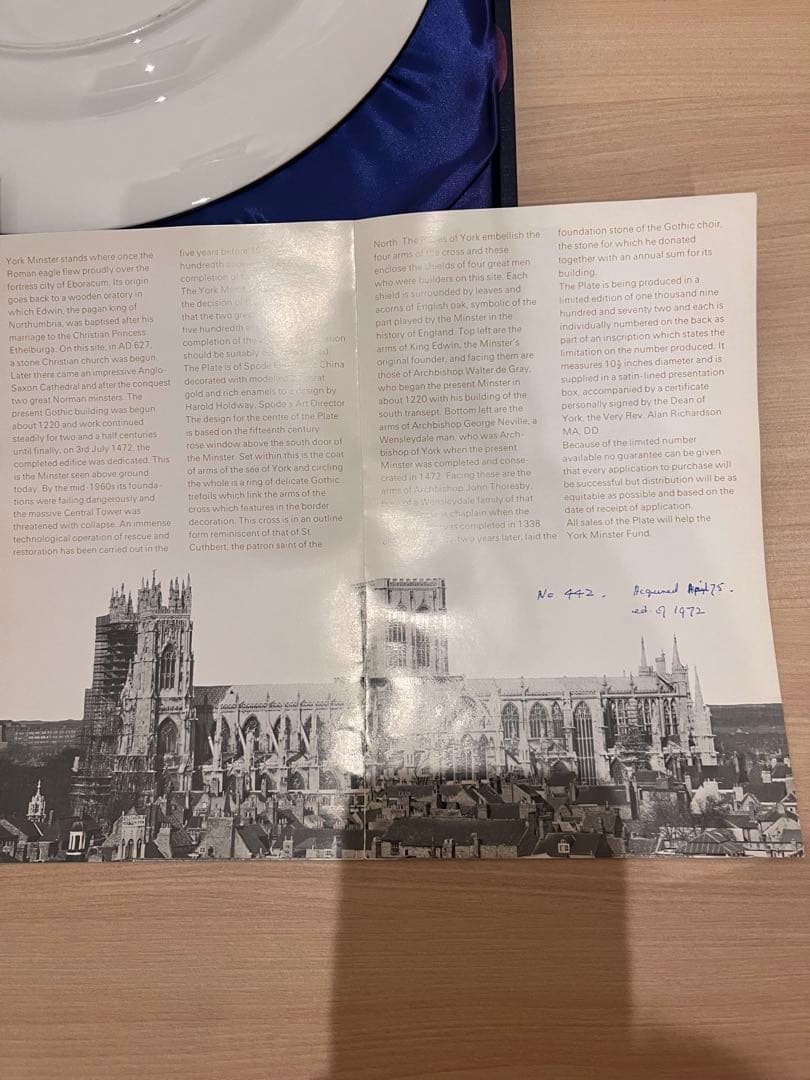 York Minster stands where once the
Roman eagle flew proudly over the
fortress city of Eboracum. Its origin
goes back to a wooden oratory in
which Edwin, the pagan king of
Northumbria, was baptised after his
marriage to the Christian Princess
Ethelburga. On this site, in AD 627,
a stone Christian church was begun.
Later there came an impressive Anglo-
Saxon Cathedral and after the conquest
two great Norman minsters. The
present Gothic building was begun
about 1220 and work continued
steadily for two and a half centuries
until finally, on 3rd July 1472, the
completed edifice was dedicated. This
is the Minster seen above ground
today. By the mid-1960s its founda-
tions were failing dangerously and
the massive Central Tower was
threatened with collapse. An immense
technological operation of rescue and
restoration has been carried out in the
five years before
hundredth
completion of
The York
the decision of
that the two
five hundredth
completion of the
should be suitably
The Plate is of Spode China
decorated with
gold and rich enamels to a design by
Harold Holdway, Spode's Art Director
The design for the centre of the Plate
is based on the fifteenth century
rose window above the south door of
the Minster. Set within this is the coat
of arms of the see of York and circling
the whole is a ring of delicate Gothic
trefoils which link the arms of the
cross which features in the border
decoration. This cross is in an outline
form reminiscent of that of St
Cuthbert, the patron saint of the
North. The of York embellish the
four arms of the cross and these
enclose the shields of four great men
who were builders on this site. Each
shield is surrounded by leaves and
acorns of English oak, symbolic of the
part played by the Minster in the
history of England. Top left are the
arms of King Edwin, the Minster's
original founder, and facing them are
those of Archbishop Walter de Gray,
who began the present Minster in
about 1220 with his building of the
south transept. Bottom left are the
arms of Archbishop George Neville, a
Wensleydale man, who was Arch-
bishop of York when the present
Minster was completed and conse-
crated in 1472. Facing these are the
arms of Archbishop John Thoresby,
of a Wensleydale family of that
chaplain when the
completed in 1338
two years later, laid the
foundation stone of the Gothic choir,
the stone for which he donated
together with an annual sum for its
building.
The Plate is being produced in a
limited edition of one thousand nine
hundred and seventy two and each is
individually numbered on the back as
part of an inscription which states the
limitation on the number produced. It
measures 10½ inches diameter and is
supplied in a satin-lined presentation
box, accompanied by a certificate
personally signed by the Dean of
York, the Very Rev. Alan Richardson
MA, DD
Because of the limited number
available no guarantee can be given
that every application to purchase will
be successful but distribution will be as
equitable as possible and based on the
date of receipt of application.
All sales of the Plate will help the
York Minster Fund.
No 442. Acquired April 75.
ed. of 1972